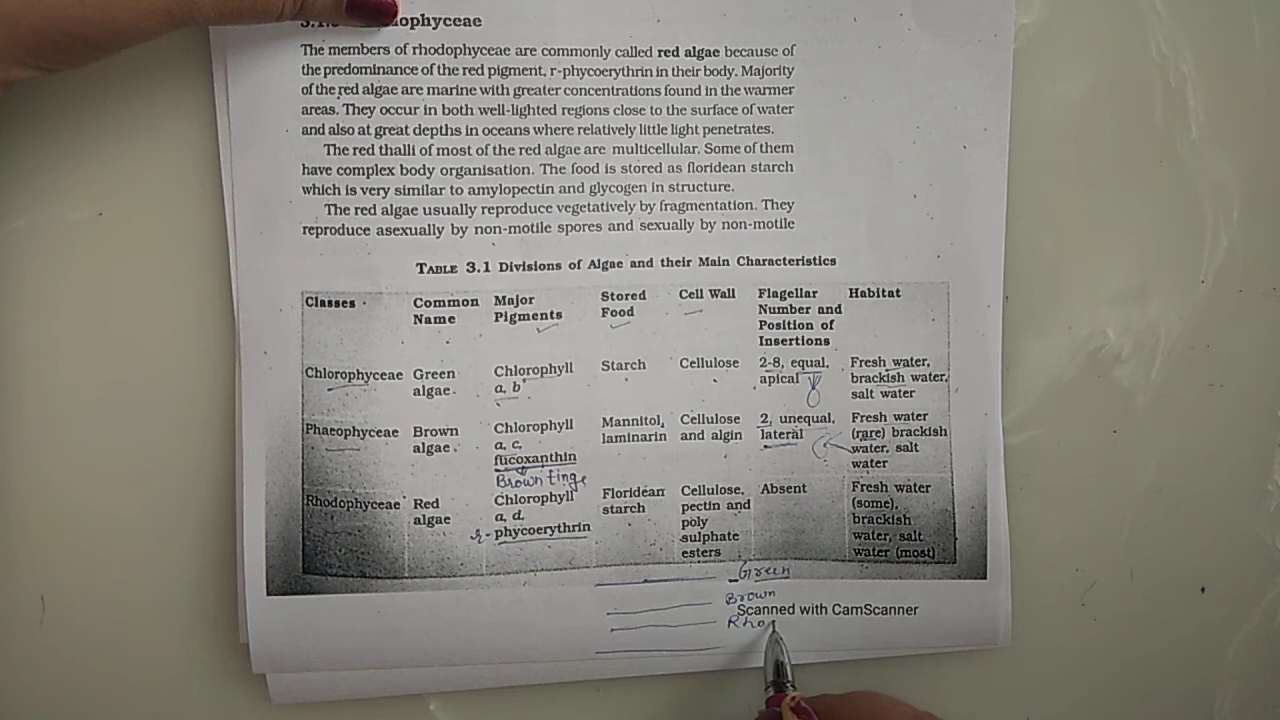 ophyceae
The members of rhodophyceae are commonly called red algae because of
the predominance of the red pigment, r-phycoerythrin in their body. Majority
of the red algae are marine with greater concentrations found in the warmer
areas. They occur in both well-lighted regions close to the surface of water
and also at great depths in oceans where relatively little light penetrates.
The red thalli of most of the red algae are multicellular. Some of them
have complex body organisation. The food is stored as floridean starch
which is very similar to amylopectin and glycogen in structure.
The red algae usually reproduce vegetatively by fragmentation. They
reproduce asexually by non-motile spores and sexually by non-motile
TABLE 3.1 Divisions of Algae and their Main Characteristics
Classes
Common
Name
Major
Pigments
Stored
Food
Cell Wall
Flagellar
Number and
Position of
Insertions
Habitat
Chlorophyceae
Green
algae
Chlorophyll
a, b
Starch
Cellulose
2-8, equal,
apical
Fresh water,
brackish water,
salt water
Phaeophyceae
Brown
algae
Chlorophyll
a, c,
fucoxanthin
Brown tinge
Mannitol,
laminarin
Cellulose
and algin
2, unequal,
lateral
Fresh water
(rare) brackish
water, salt
water
Rhodophyceae
Red
algae
Chlorophyll
a, d,
r-phycoerythrin
Floridean
starch
Cellulose,
pectin and
poly
sulphate
esters
Absent
Fresh water
(some),
brackish
water, salt
water (most)
Green
Brown
Scanned with CamScanner
Rho